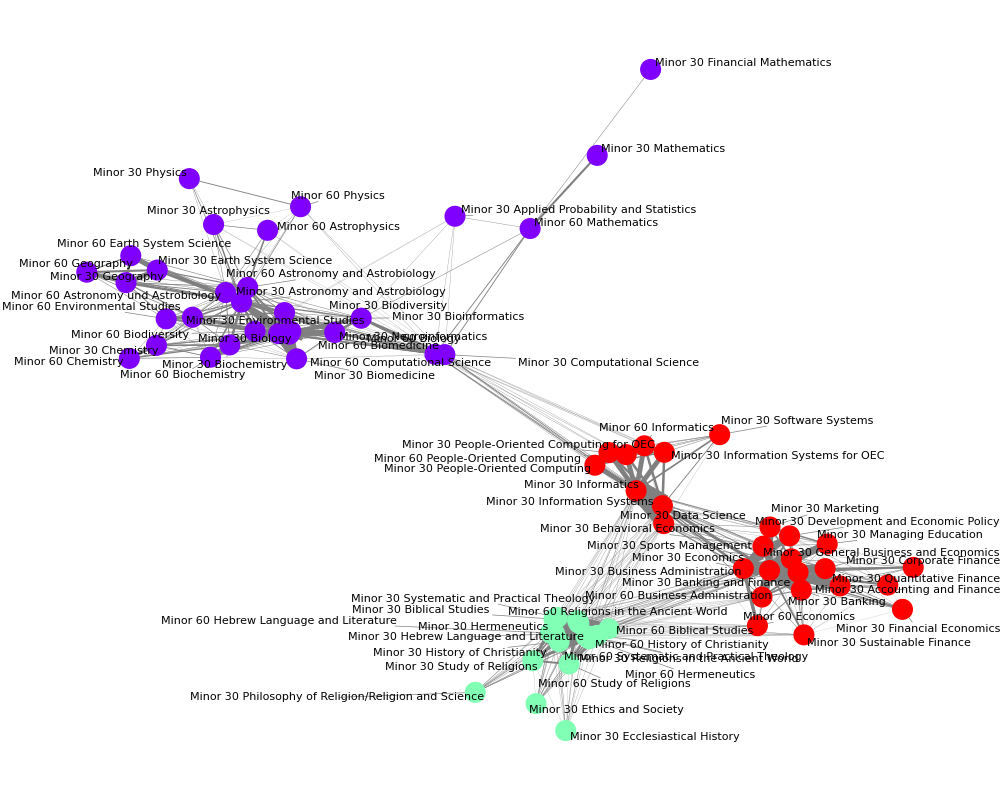 Minor 30 Financial Mathematics
Minor 30 Mathematics
Minor 30 Physics
Minor 60 Physics
Minor 30 Astrophysics
Minor 30 Applied Probability and Statistics
Minor 60 Mathematics
Minor 60 Astrophysics
Minor 60 Earth System Science
Minor 30 Earth System Science
Minor 60 Geography
Minor 60 Astronomy and Astrobiology
Minor 30 Geography
Minor 30 Astronomy and Astrobiology
Minor 60 Astronomy und Astrobiology
Minor 60 Environmental Studies
Minor 30 Biodiversity
Minor 30 Bioinformatics
Minor 30 Environmental Studies
Minor 60 Biodiversity
Minor 30 Biology
Minor 30 Neuroinformatics
Minor 60 Biology
Minor 60 Biomedicine
Minor 30 Chemistry
Minor 60 Chemistry
Minor 30 Biochemistry
Minor 60 Computational Science
Minor 30 Computational Science
Minor 60 Biochemistry
Minor 30 Biomedicine
Minor 30 Software Systems
Minor 60 Informatics
Minor 30 People-Oriented Computing for OEC
Minor 30 Information Systems for OEC
Minor 60 People-Oriented Computing
Minor 30 People-Oriented Computing
Minor 30 Informatics
Minor 30 Information Systems
Minor 30 Marketing
Minor 30 Data Science
Minor 30 Development and Economic Policy
Minor 30 Behavioral Economics
Minor 30 Managing Education
Minor 30 Sports Management
Minor 30 General Business and Economics
Minor 30 Economics
Minor 30 Corporate Finance
Minor 30 Business Administration
Minor 30 Quantitative Finance
Minor 30 Banking and Finance
Minor 30 Accounting and Finance
Minor 60 Business Administration
Minor 30 Banking
Minor 30 Systematic and Practical Theology
Minor 30 Biblical Studies
Minor 60 Religions in the Ancient World
Minor 60 Economics
Minor 60 Hebrew Language and Literature
Minor 30 Hermeneutics
Minor 60 Biblical Studies
Minor 30 Financial Economics
Minor 30 Hebrew Language and Literature
Minor 60 History of Christianity
Minor 30 Sustainable Finance
Minor 30 History of Christianity
Minor 60 Systematic and Practical Theology
Minor 30 Religions in the Ancient World
Minor 30 Study of Religions
Minor 60 Hermeneutics
Minor 60 Study of Religions
Minor 30 Philosophy of Religion/Religion and Science
Minor 30 Ethics and Society
Minor 30 Ecclesiastical History